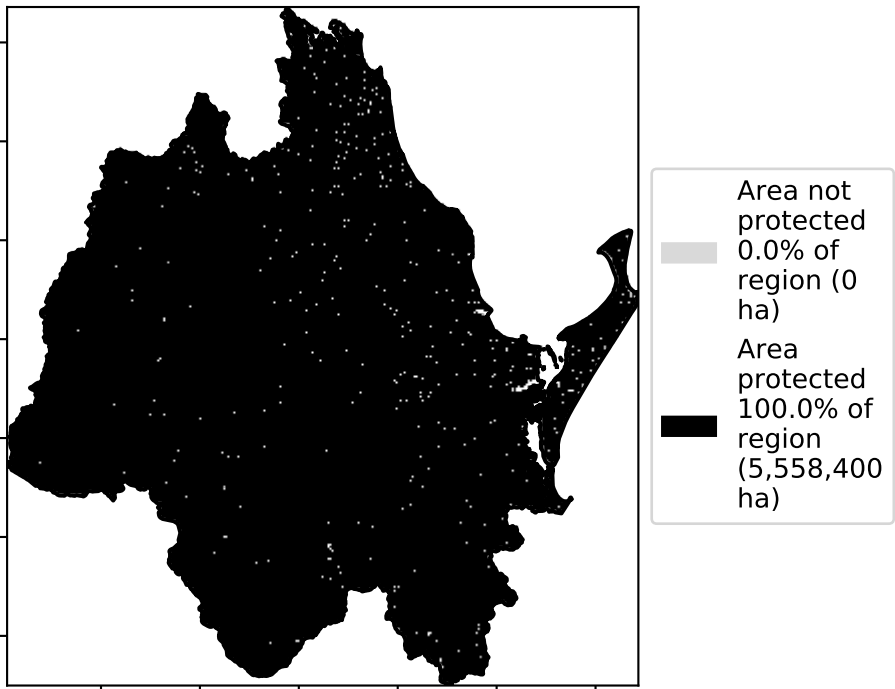 Area not
protected
0.0% of
region (0
ha)
Area
protected
100.0% of
region
(5,558,400
ha)